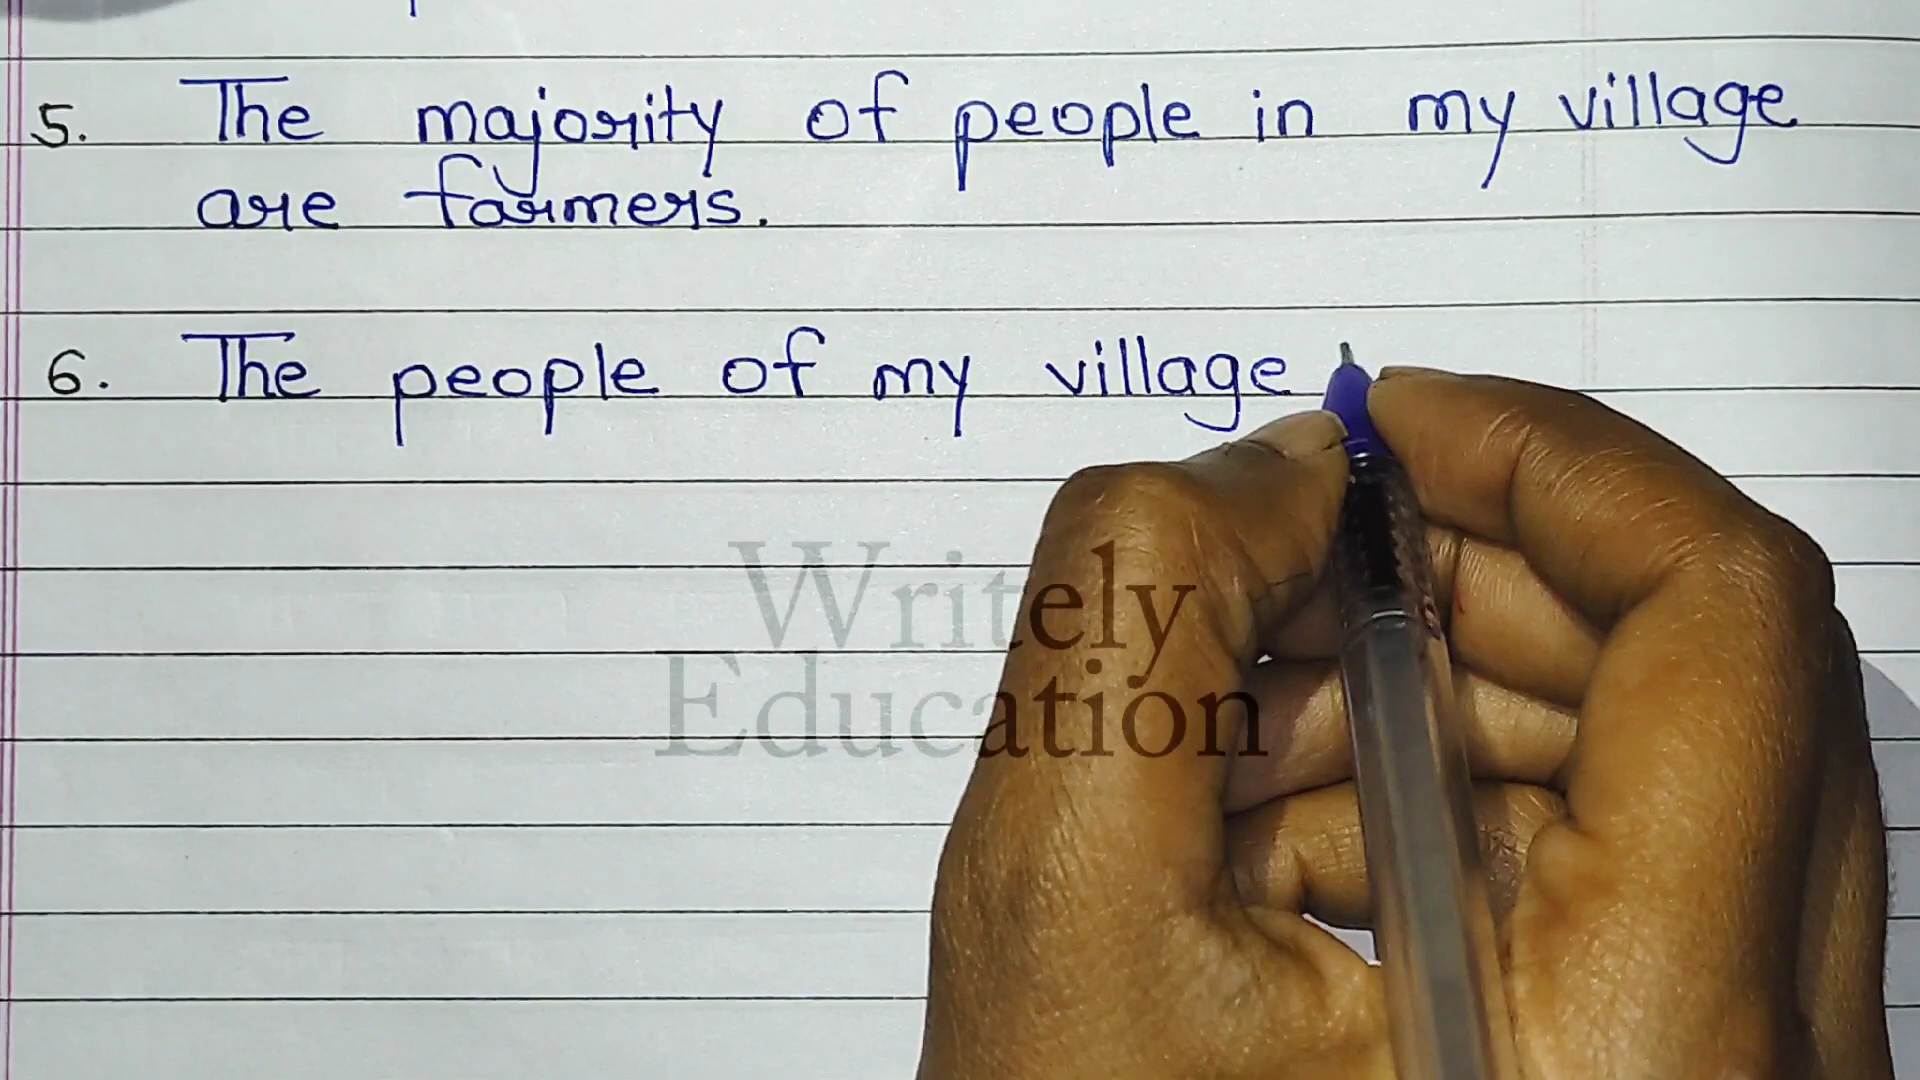 5. The majority of people in my village
are farmers.
6. The people of my village
Writely
Education